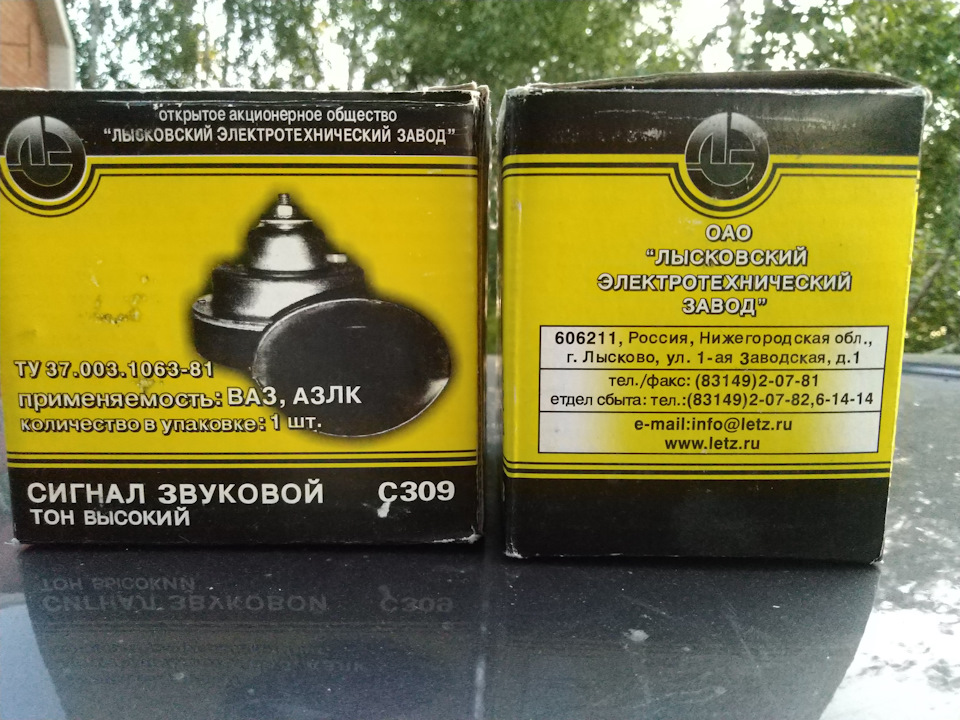 открытое акционерное общество
"ЛЫСКОВСКИЙ ЭЛЕКТРОТЕХНИЧЕСКИЙ ЗАВОД"
ТУ 37.003.1063-81
применяемость: ВАЗ, АЗЛК
количество в упаковке: 1 шт.
СИГНАЛ ЗВУКОВОЙ С309
ТОН ВЫСОКИЙ
ОАО
"ЛЫСКОВСКИЙ
ЭЛЕКТРОТЕХНИЧЕСКИЙ
ЗАВОД"
606211, Россия, Нижегородская обл.,
г. Лысково, ул. 1-ая Заводская, д.1
тел./факс: (83149)2-07-81
етдел сбыта: тел.:(83149)2-07-82,6-14-14
e-mail:info@letz.ru
www.letz.ru